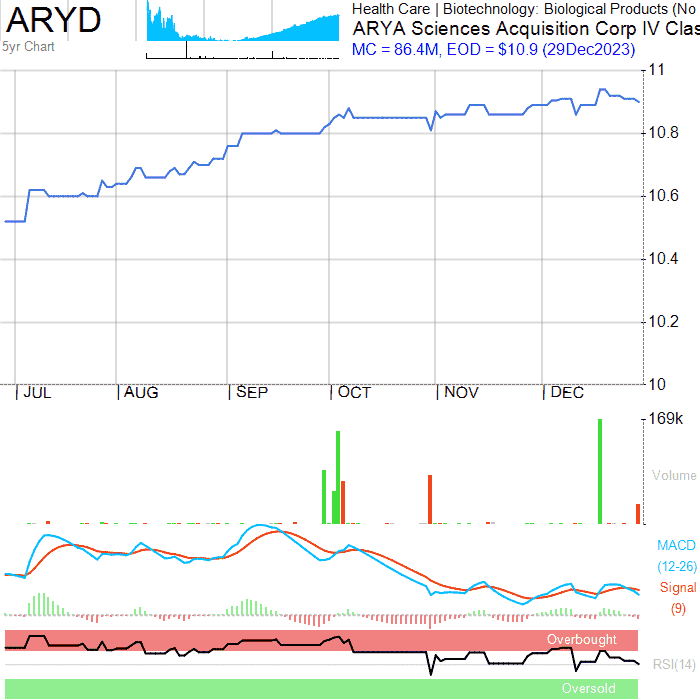 ARYD
5yr Chart
Health Care | Biotechnology: Biological Products (No
ARYA Sciences Acquisition Corp IV Clas
MC = 86.4M, EOD = $10.9 (29Dec2023)
11
10.8
10.6
10.4
10.2
10
JUL
AUG
SEP
OCT
NOV
DEC
169k
Volume
MACD
(12-26)
Signal
(9)
Overbought
RSI(14)
Oversold